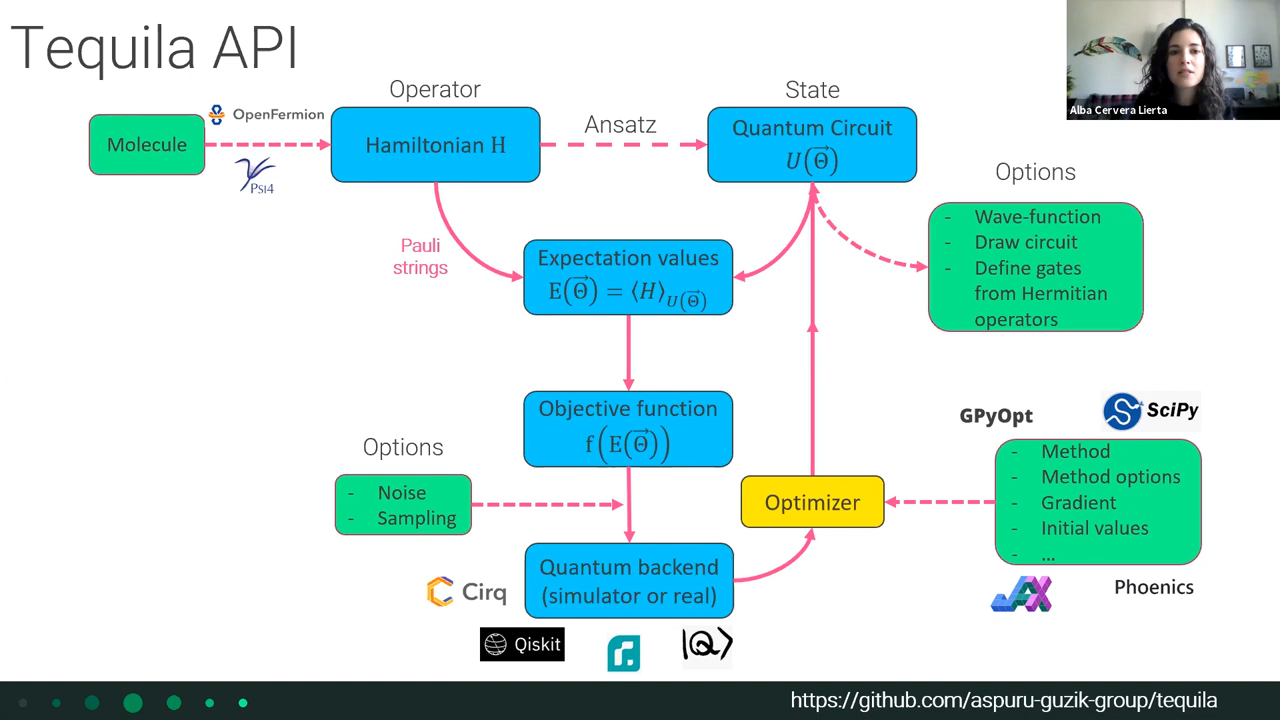 Tequila API
Alba Cervera Lierta
Operator
State
OpenFermion
Molecule
PSI4
Hamiltonian H
Ansatz
Quantum Circuit
U(Θ⃗)
Options
- Wave-function
- Draw circuit
- Define gates
from Hermitian
operators
Pauli
strings
Expectation values
E(Θ⃗) = ⟨H⟩U(Θ⃗)
Objective function
f(E(Θ⃗))
Options
- Noise
- Sampling
GPyOpt
SciPy
- Method
- Method options
- Gradient
- Initial values
- ...
Optimizer
Quantum backend
(simulator or real)
Cirq
JAX
Phoenics
Qiskit
r.
|Q⟩
https://github.com/aspuru-guzik-group/tequila